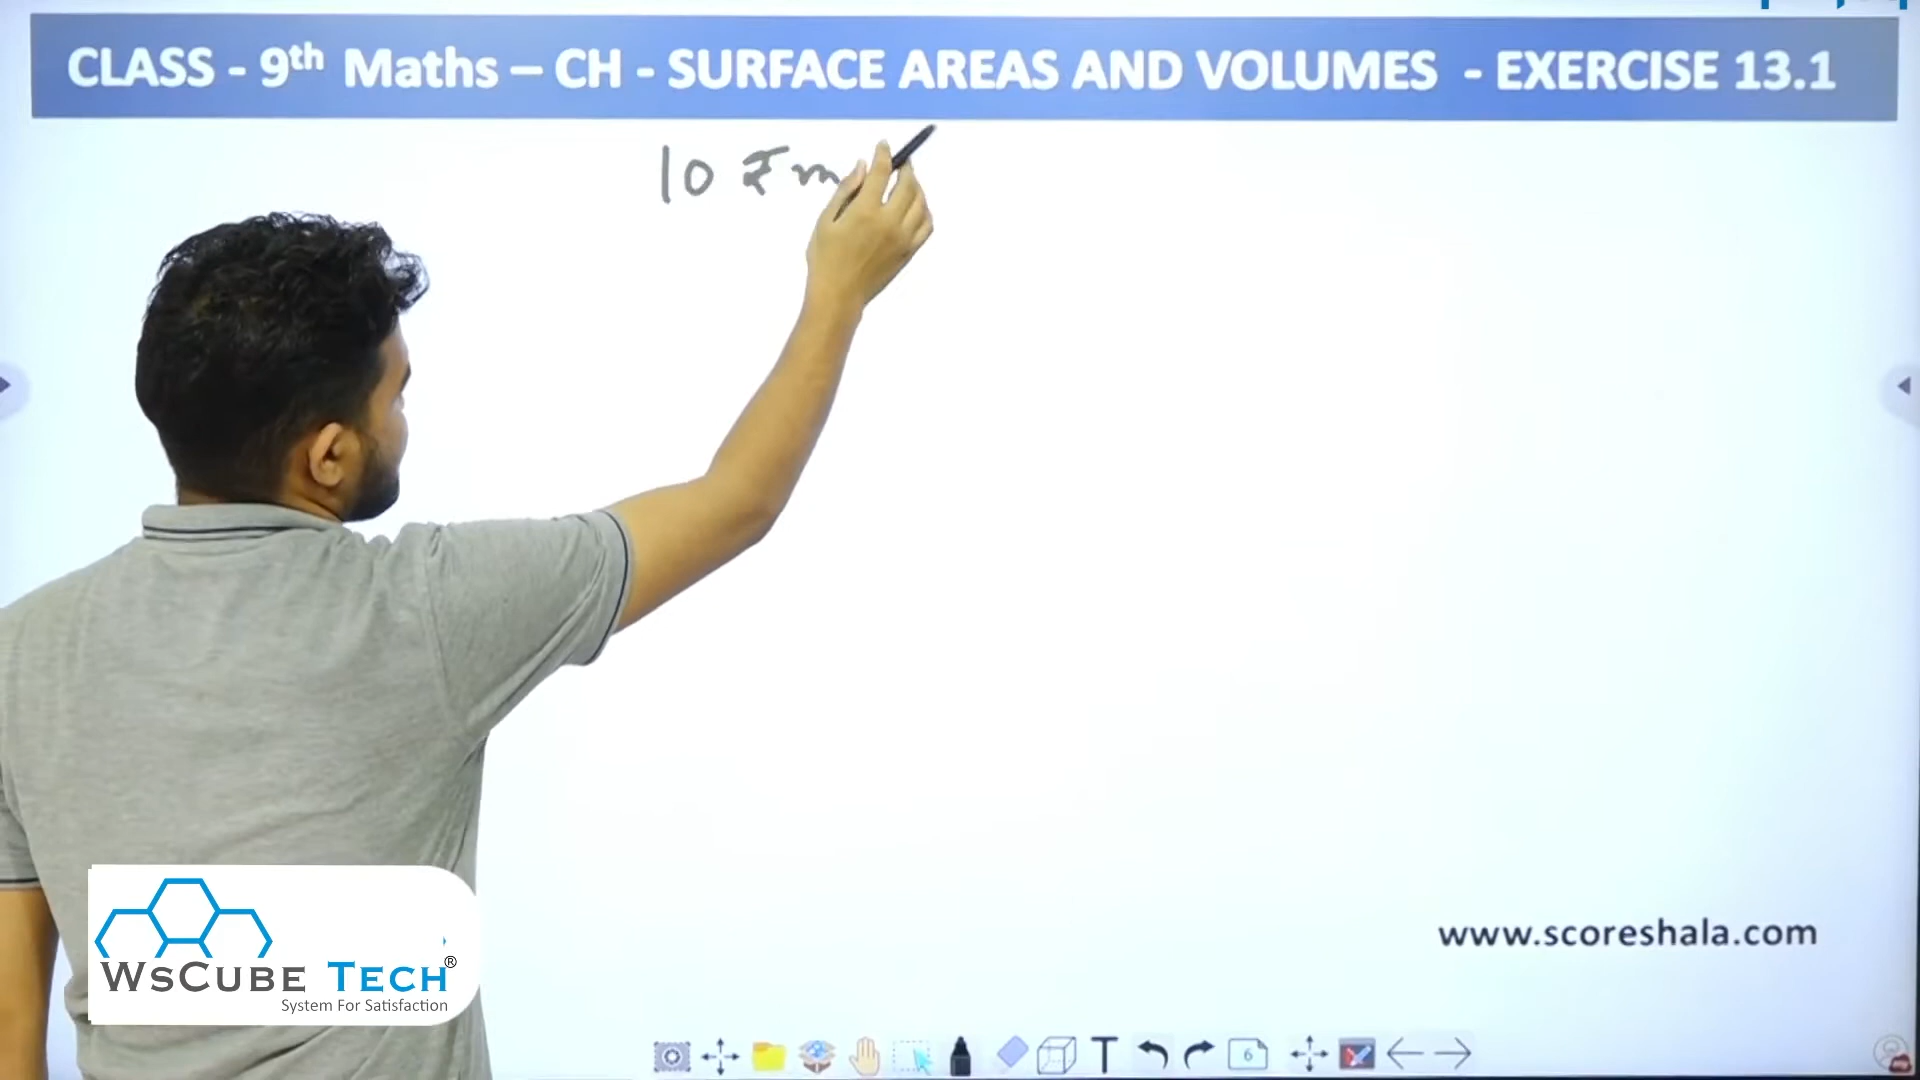 CLASS - 9th Maths – CH - SURFACE AREAS AND VOLUMES - EXERCISE 13.1
10 ₹ m
www.scoreshala.com
WSCUBE TECH®
System For Satisfaction
T
6